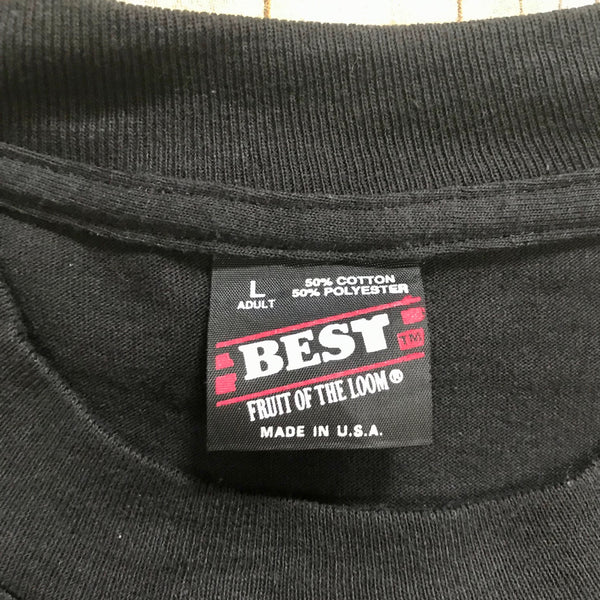 L
ADULT
50% COTTON
50% POLYESTER
BEST
TM
FRUIT OF THE LOOM®
MADE IN U.S.A.